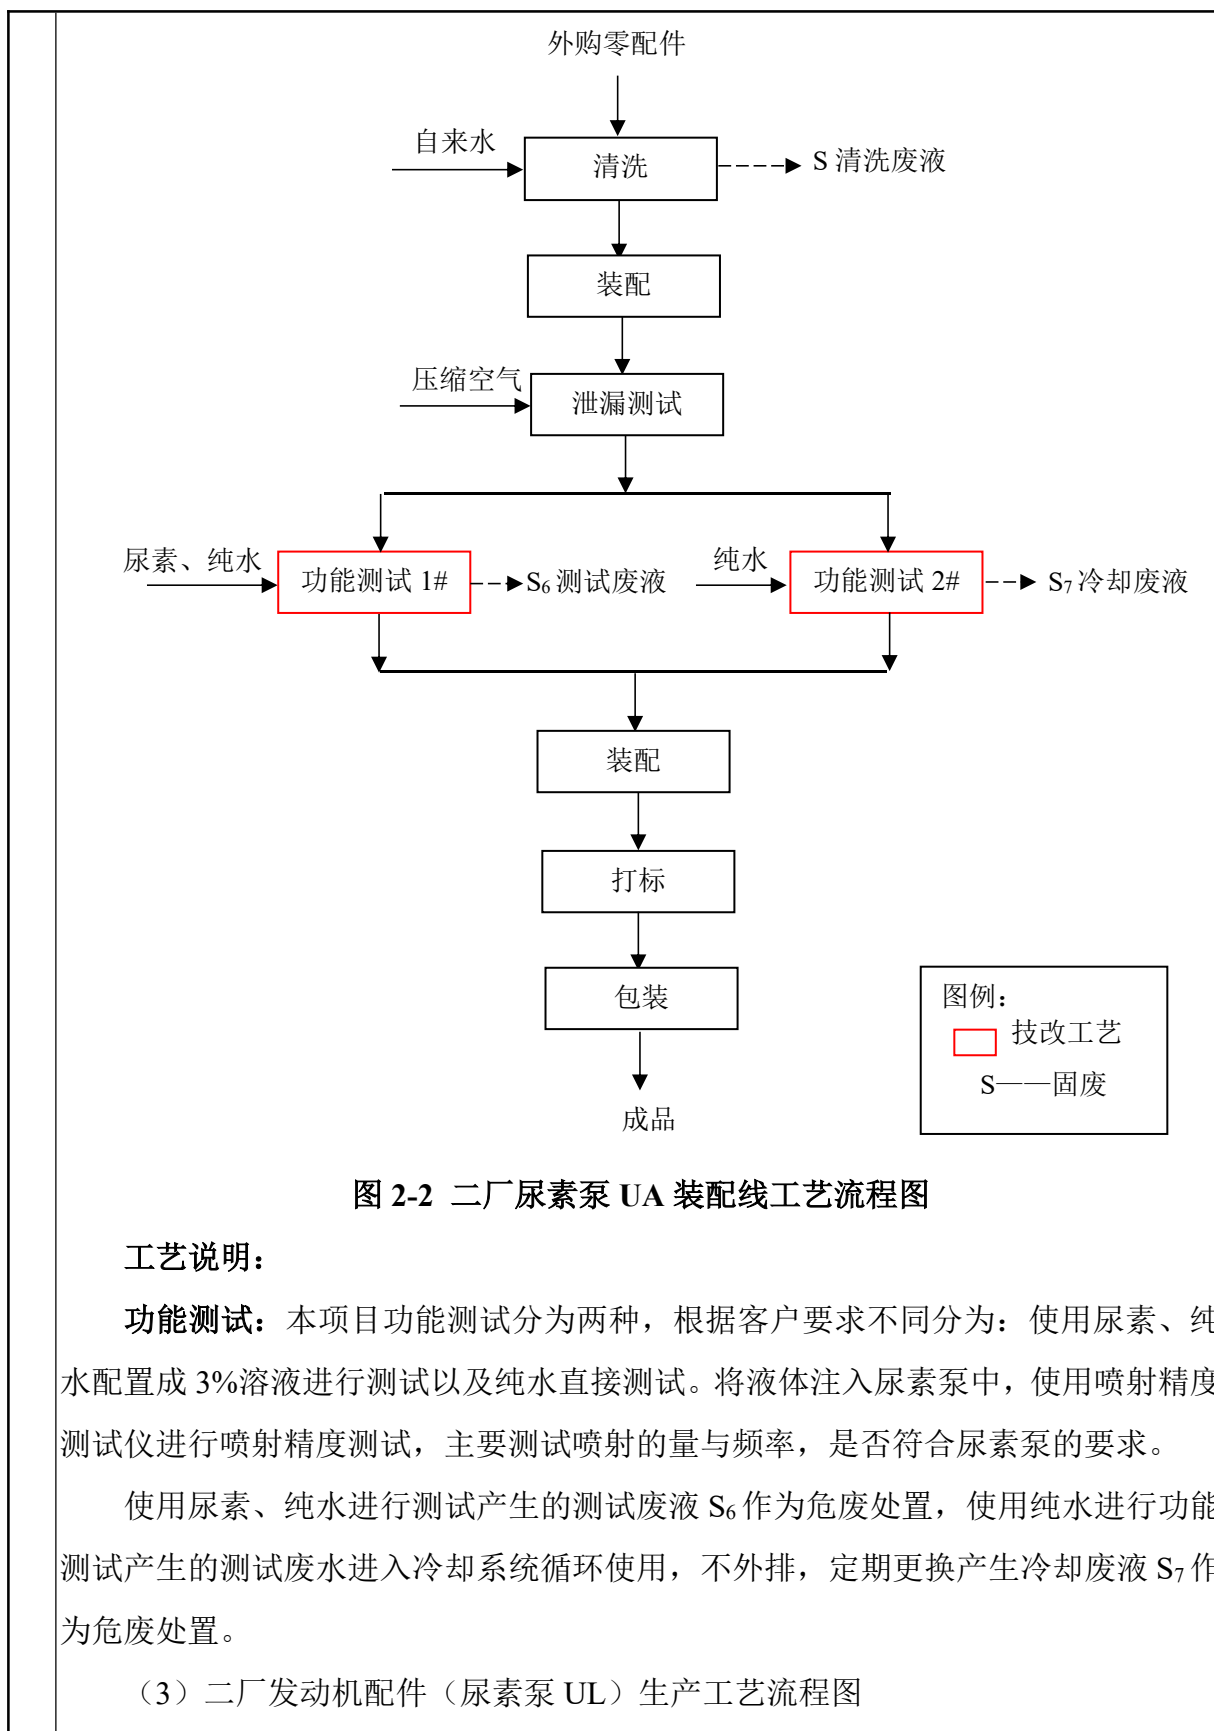 外购零配件
自来水
清洗
S 清洗废液
装配
压缩空气
泄漏测试
尿素、纯水
功能测试 1#
S₆ 测试废液
纯水
功能测试 2#
S₇ 冷却废液
装配
打标
包装
成品
图例：
技改工艺
S——固废
图 2-2 二厂尿素泵 UA 装配线工艺流程图
工艺说明：
功能测试：本项目功能测试分为两种，根据客户要求不同分为：使用尿素、纯
水配置成 3%溶液进行测试以及纯水直接测试。将液体注入尿素泵中，使用喷射精度
测试仪进行喷射精度测试，主要测试喷射的量与频率，是否符合尿素泵的要求。
使用尿素、纯水进行测试产生的测试废液 S₆ 作为危废处置，使用纯水进行功能
测试产生的测试废水进入冷却系统循环使用，不外排，定期更换产生冷却废液 S₇ 作
为危废处置。
（3）二厂发动机配件（尿素泵 UL）生产工艺流程图